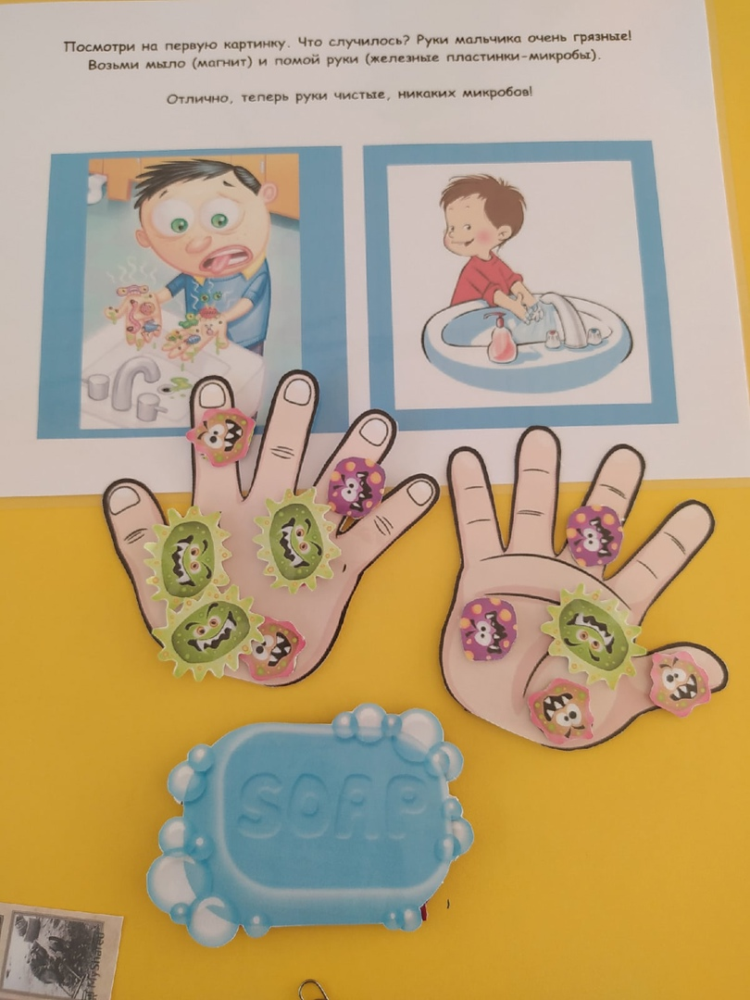 Посмотри на первую картинку. Что случилось? Руки мальчика очень грязные!
Возьми мыло (магнит) и помой руки (железные пластинки-микробы).
Отлично, теперь руки чистые, никаких микробов!
SOAP
MyShared